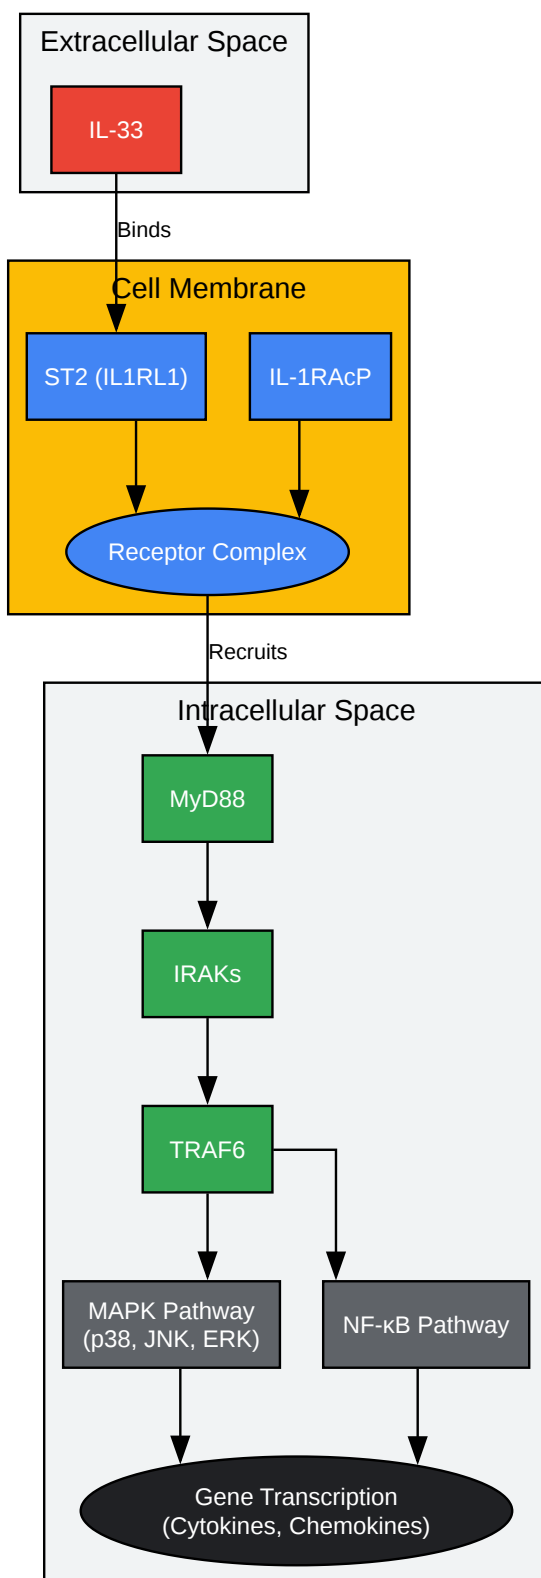 Extracellular Space
IL-33
Binds
Cell Membrane
ST2 (IL1RL1)
IL-1RAcP
Receptor Complex
Recruits
Intracellular Space
MyD88
IRAKs
TRAF6
MAPK Pathway
(p38, JNK, ERK)
NF-κB Pathway
Gene Transcription
(Cytokines, Chemokines)